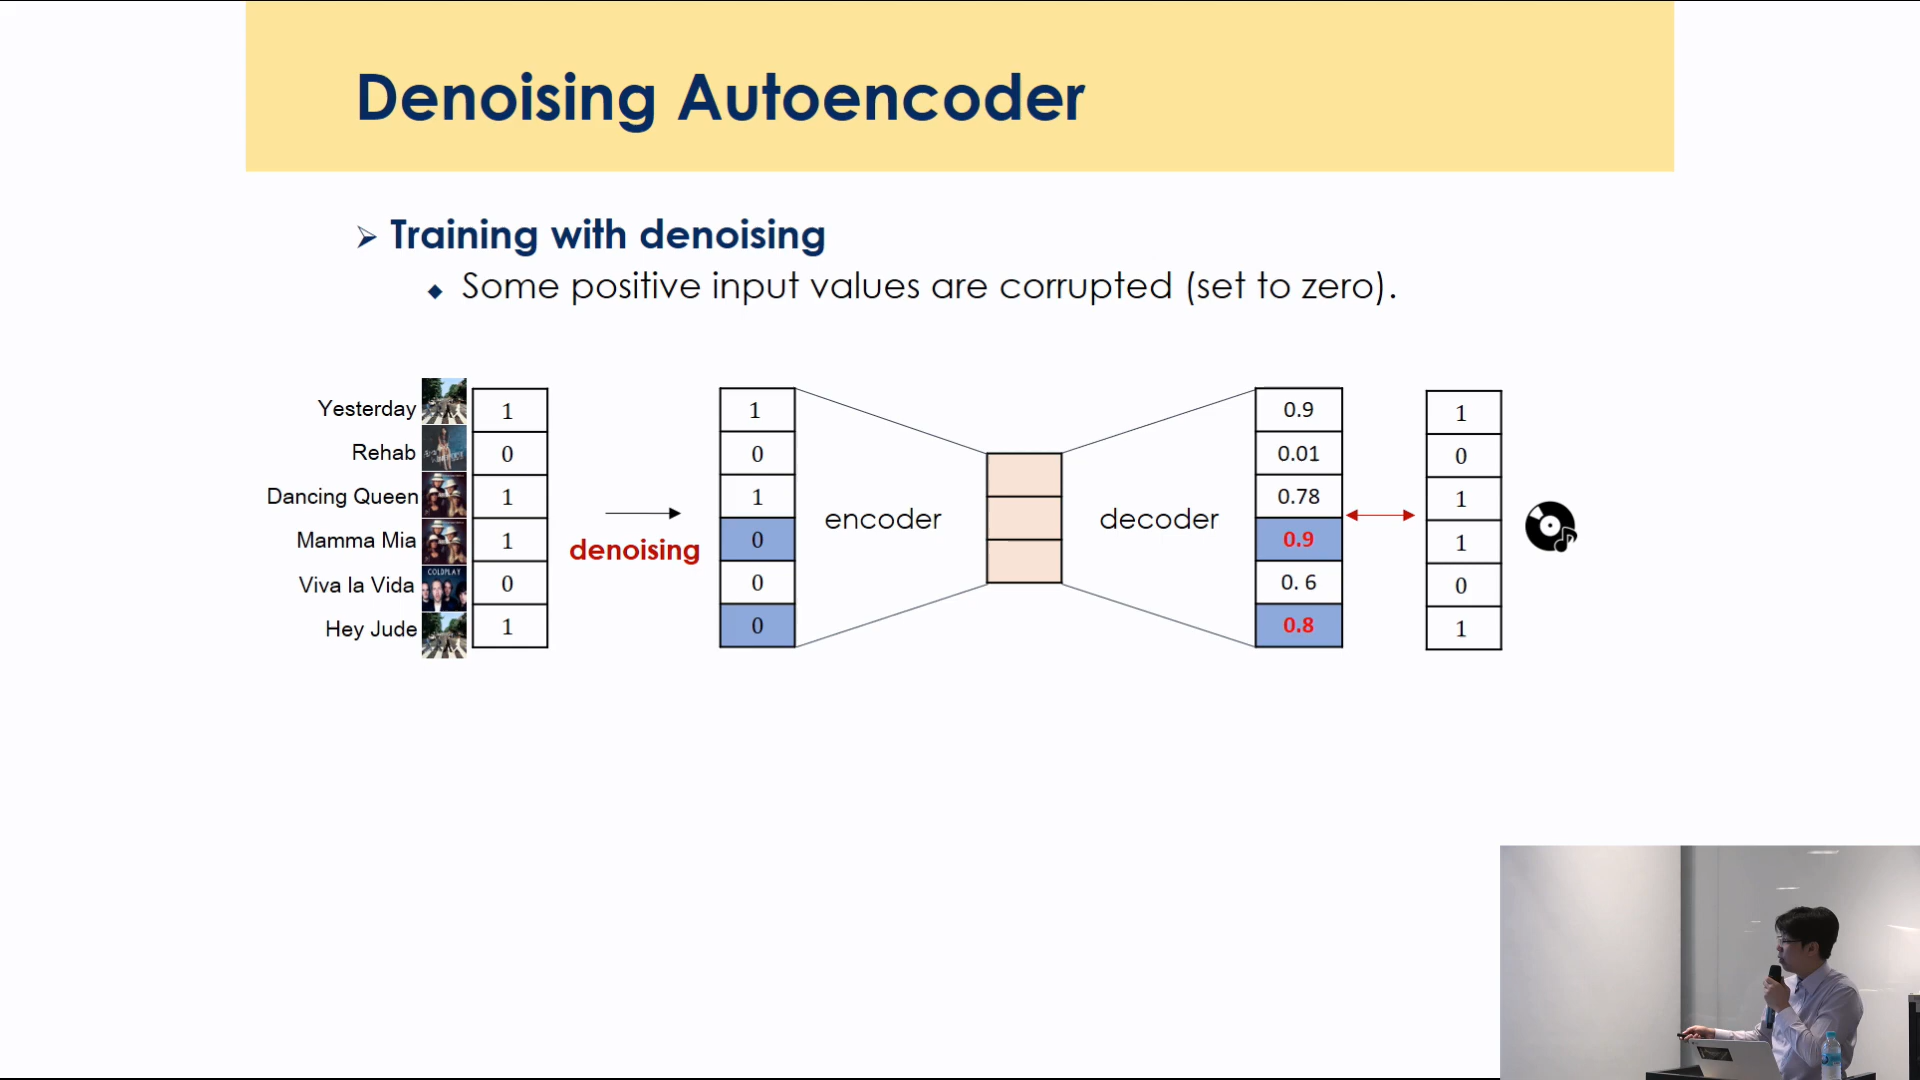 Denoising Autoencoder
➢ Training with denoising
◆ Some positive input values are corrupted (set to zero).
Yesterday 1 1 0.9 1
Rehab 0 0 0.01 0
Dancing Queen 1 1 0.78 1
Mamma Mia 1 denoising 0 encoder decoder 0.9 1
Viva la Vida COLDPLAY 0 0 0. 6 0
Hey Jude 1 0 0.8 1